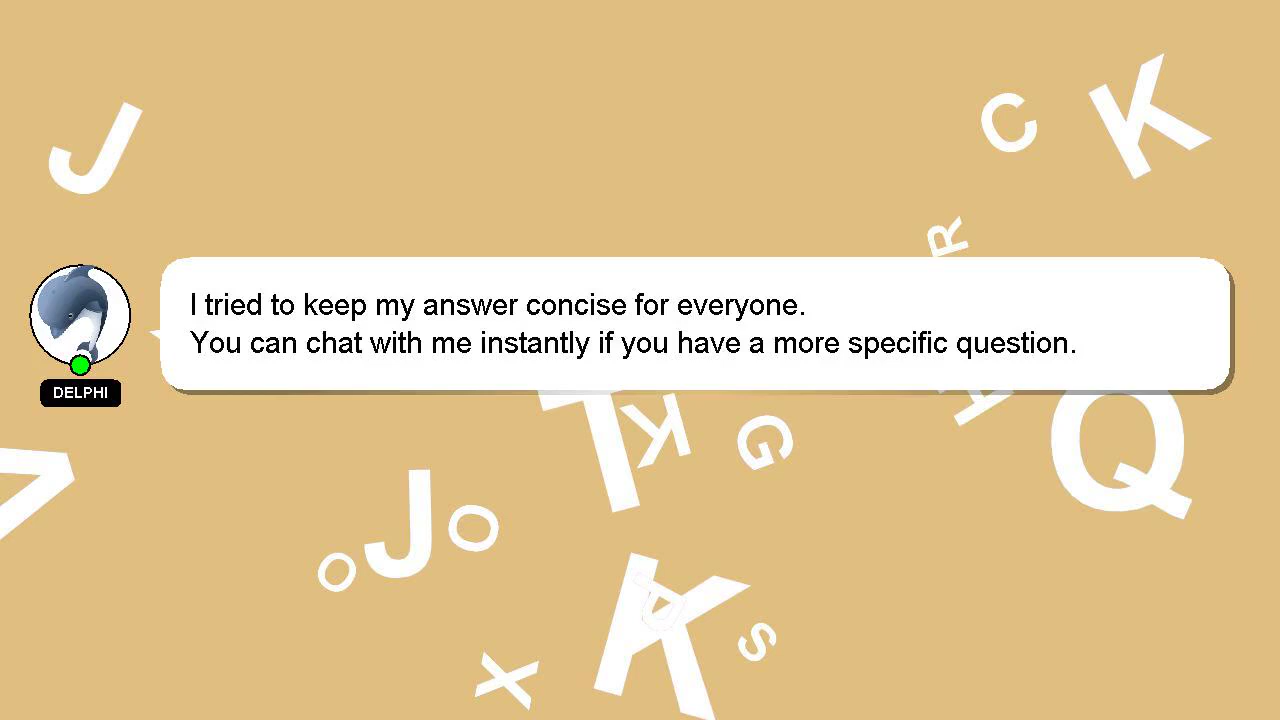 J
C
K
R
I tried to keep my answer concise for everyone.
You can chat with me instantly if you have a more specific question.
DELPHI
T
K
G
Q
J
O
O
K
S
X